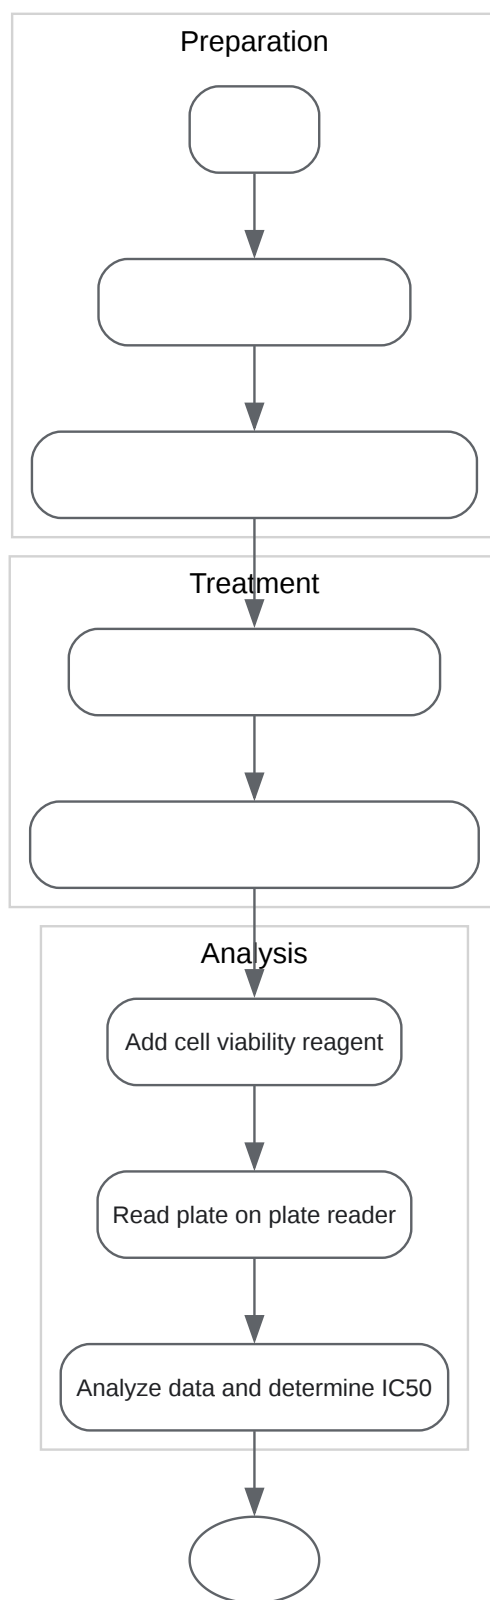 Preparation
Treatment
Analysis
Add cell viability reagent
Read plate on plate reader
Analyze data and determine IC50